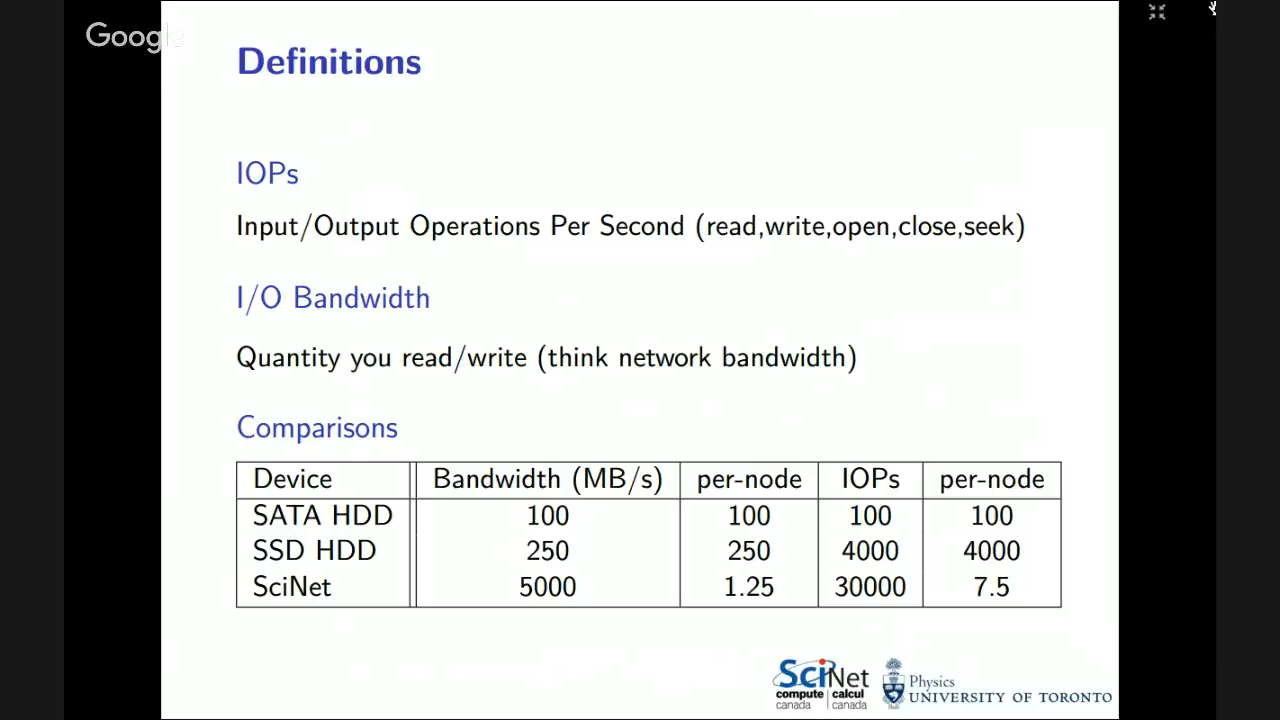 Google
Definitions
IOPs
Input/Output Operations Per Second (read,write,open,close,seek)
I/O Bandwidth
Quantity you read/write (think network bandwidth)
Comparisons
Device Bandwidth (MB/s) per-node IOPs per-node
SATA HDD 100 100 100 100
SSD HDD 250 250 4000 4000
SciNet 5000 1.25 30000 7.5
SciNet
compute calcul
canada canada
Physics
UNIVERSITY OF TORONTO